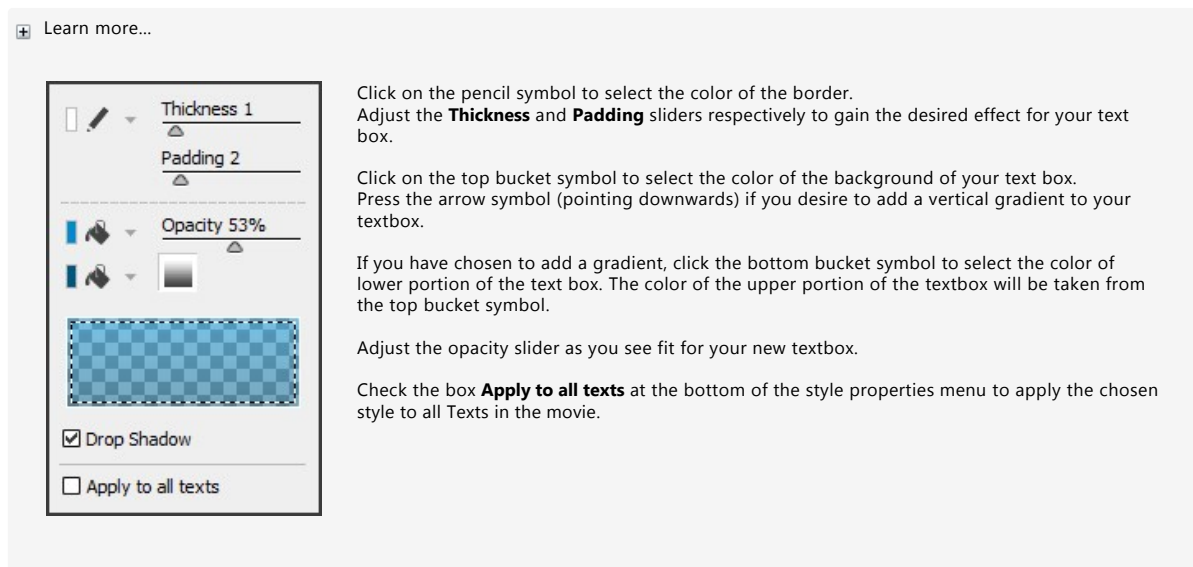 Learn more...
Thickness 1
Padding 2
Opacity 53%
Drop Shadow
Apply to all texts
Click on the pencil symbol to select the color of the border.
Adjust the Thickness and Padding sliders respectively to gain the desired effect for your text
box.
Click on the top bucket symbol to select the color of the background of your text box.
Press the arrow symbol (pointing downwards) if you desire to add a vertical gradient to your
textbox.
If you have chosen to add a gradient, click the bottom bucket symbol to select the color of
lower portion of the text box. The color of the upper portion of the textbox will be taken from
the top bucket symbol.
Adjust the opacity slider as you see fit for your new textbox.
Check the box Apply to all texts at the bottom of the style properties menu to apply the chosen
style to all Texts in the movie.